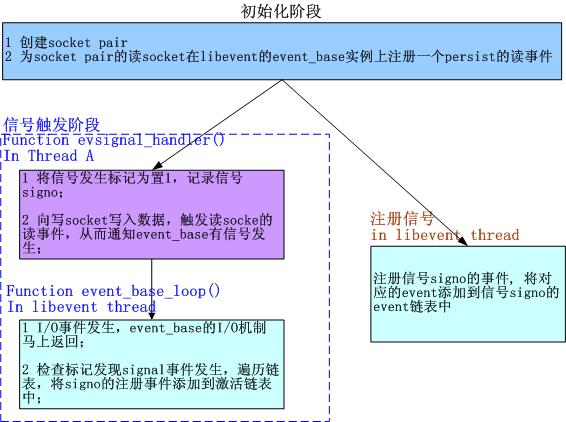 初始化阶段
1 创建socket pair
2 为socket pair的读socket在libevent的event_base实例上注册一个persist的读事件
信号触发阶段
Function evsignal_handler()
In Thread A
1 将信号发生标记为置1，记录信号
signo；
2 向写socket写入数据，触发读socke的
读事件，从而通知event_base有信号发
生；
注册信号
in libevent thread
注册信号signo的事件, 将对
应的event添加到信号signo的
event链表中
Function event_base_loop()
In libevent thread
1 I/O事件发生，event_base的I/O机制
马上返回；
2 检查标记发现signal事件发生，遍历链
表，将signo的注册事件添加到激活链表
中；